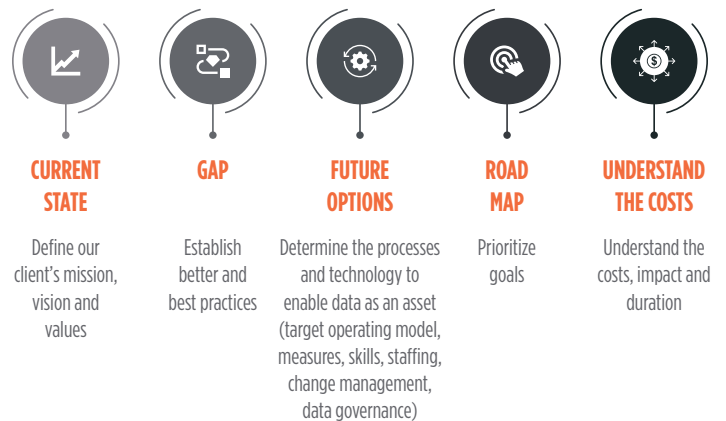 CURRENT
STATE
Define our
client's mission,
vision and
values
GAP
Establish
better and
best practices
FUTURE
OPTIONS
Determine the processes
and technology to
enable data as an asset
(target operating model,
measures, skills, staffing,
change management,
data governance)
ROAD
MAP
Prioritize
goals
$
UNDERSTAND
THE COSTS
Understand the
costs, impact and
duration